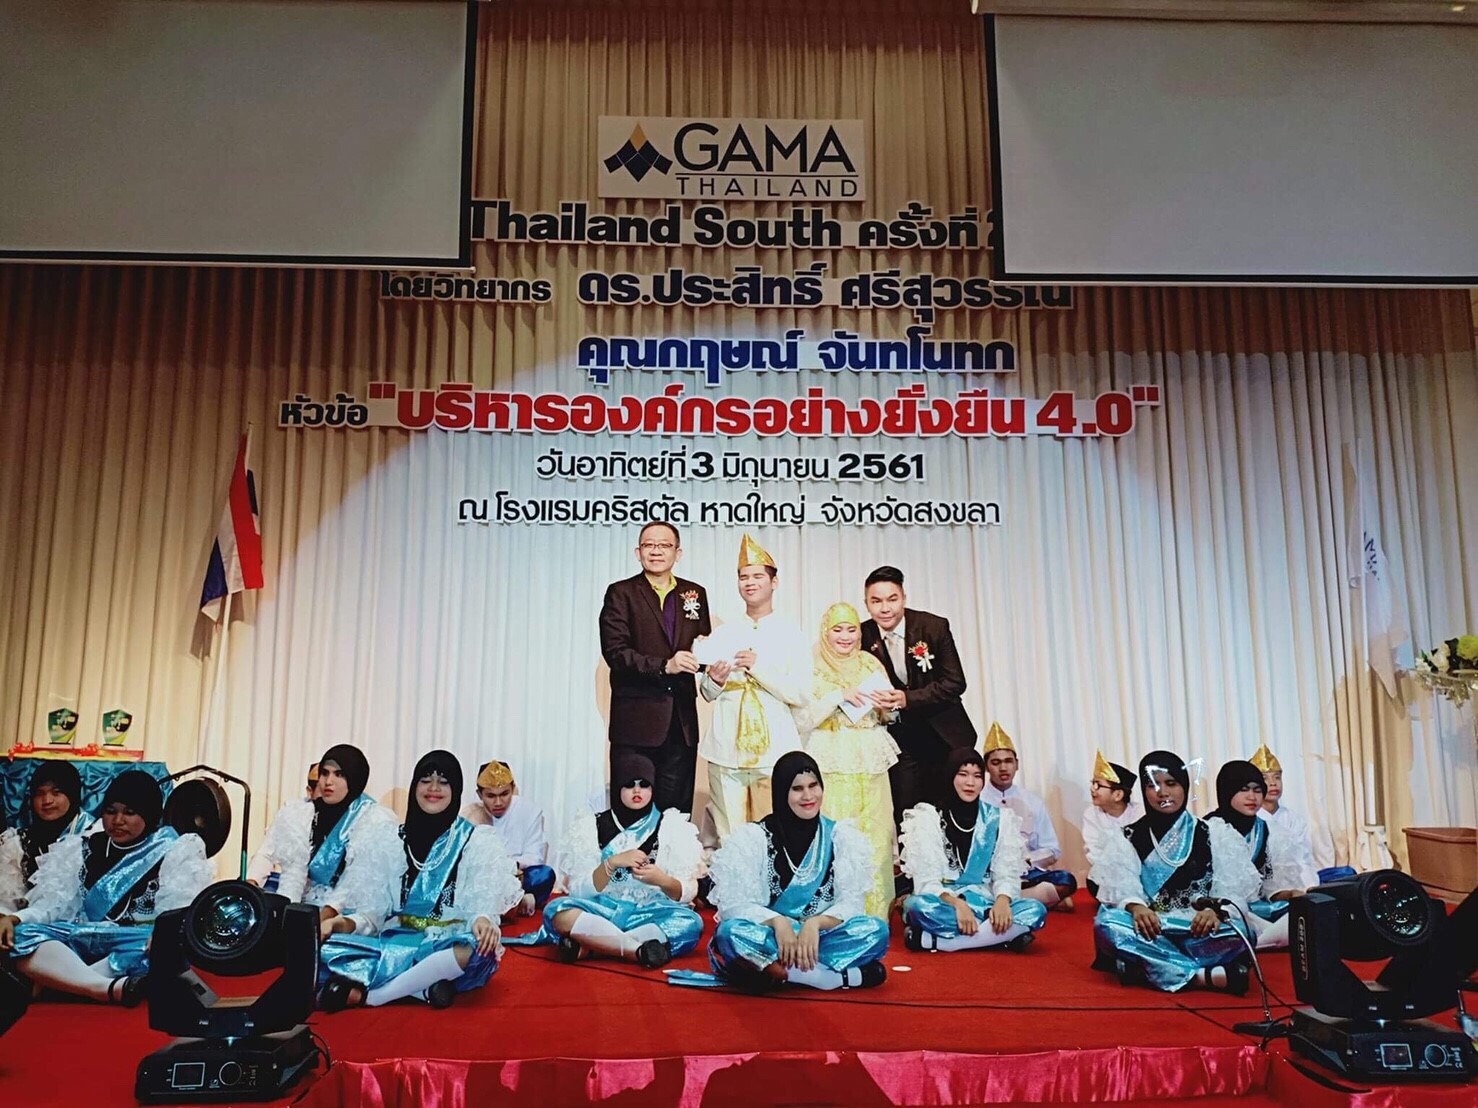 GAMA
THAILAND
Thailand South ครั้งที่
โดยวิทยากร ดร.ประสิทธิ์ ศรีสุวรรณ
คุณกฤษณ์ จันทโนทก
หัวข้อ "บริหารองค์กรอย่างยั่งยืน 4.0"
วันอาทิตย์ที่ 3 มิถุนายน 2561
ณ โรงแรมคริสตัล หาดใหญ่ จังหวัดสงขลา